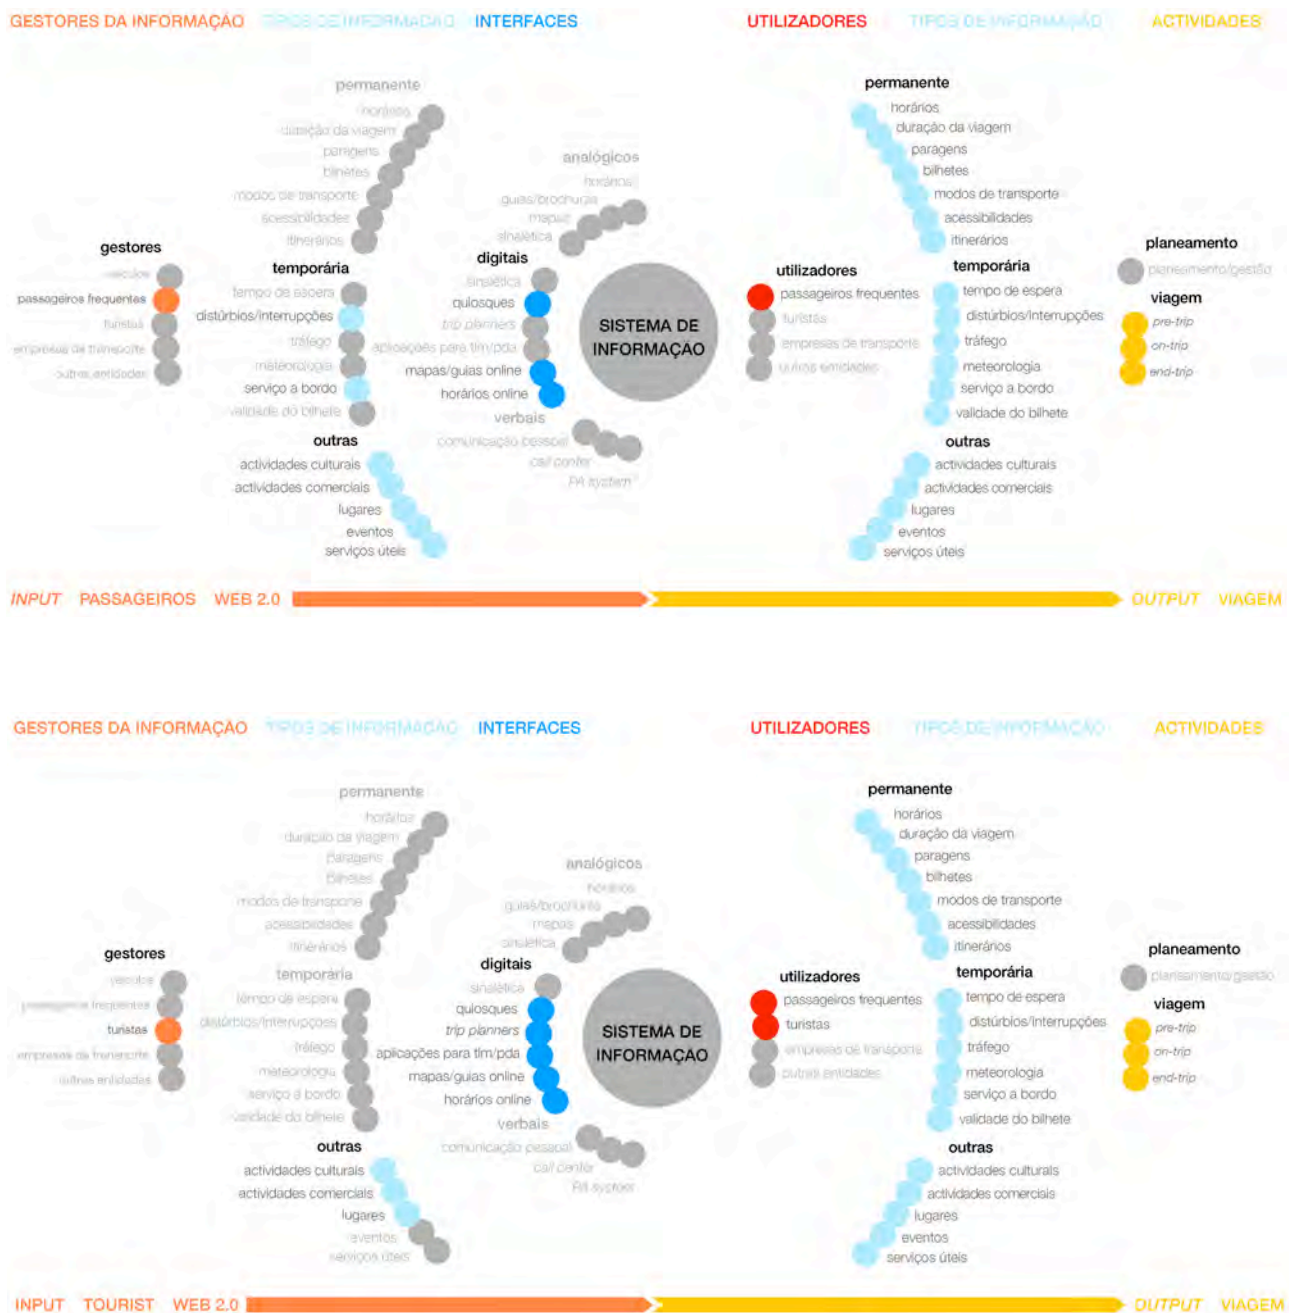 GESTORES DA INFORMAÇÃO TIPOS DE INFORMAÇÃO INTERFACES UTILIZADORES TIPOS DE INFORMAÇÃO ACTIVIDADES
permanente
horários
duração da viagem
paragens
bilhetes
modos de transporte
acessibilidades
itinerários
gestores
veículos
passageiros frequentes
turistas
empresas de transporte
outras entidades
temporária
tempo de espera
distúrbios/interrupções
tráfego
meteorologia
serviço a bordo
validade do bilhete
outras
actividades culturais
actividades comerciais
lugares
eventos
serviços úteis
analógicos
horários
guias/brochuras
mapas
sinalética
digitais
sinalética
quiosques
trip planners
aplicações para tlm/pda
mapas/guias online
horários online
verbais
comunicação pessoal
call center
PA system
SISTEMA DE
INFORMAÇÃO
utilizadores
passageiros frequentes
turistas
empresas de transporte
outras entidades
permanente
horários
duração da viagem
paragens
bilhetes
modos de transporte
acessibilidades
itinerários
temporária
tempo de espera
distúrbios/interrupções
tráfego
meteorologia
serviço a bordo
validade do bilhete
outras
actividades culturais
actividades comerciais
lugares
eventos
serviços úteis
planeamento
planeamento/gestão
viagem
pre-trip
on-trip
end-trip
INPUT PASSAGEIROS WEB 2.0 OUTPUT VIAGEM
GESTORES DA INFORMAÇÃO TIPOS DE INFORMAÇÃO INTERFACES UTILIZADORES TIPOS DE INFORMAÇÃO ACTIVIDADES
permanente
horários
duração da viagem
paragens
bilhetes
modos de transporte
acessibilidades
itinerários
gestores
veículos
passageiros frequentes
turistas
empresas de transporte
outras entidades
temporária
tempo de espera
distúrbios/interrupções
tráfego
meteorologia
serviço a bordo
validade do bilhete
outras
actividades culturais
actividades comerciais
lugares
eventos
serviços úteis
analógicos
horários
guias/brochuras
mapas
sinalética
digitais
sinalética
quiosques
trip planners
aplicações para tlm/pda
mapas/guias online
horários online
verbais
comunicação pessoal
call center
PA system
SISTEMA DE
INFORMAÇÃO
utilizadores
passageiros frequentes
turistas
empresas de transporte
outras entidades
permanente
horários
duração da viagem
paragens
bilhetes
modos de transporte
acessibilidades
itinerários
temporária
tempo de espera
distúrbios/interrupções
tráfego
meteorologia
serviço a bordo
validade do bilhete
outras
actividades culturais
actividades comerciais
lugares
eventos
serviços úteis
planeamento
planeamento/gestão
viagem
pre-trip
on-trip
end-trip
INPUT TOURIST WEB 2.0 OUTPUT VIAGEM